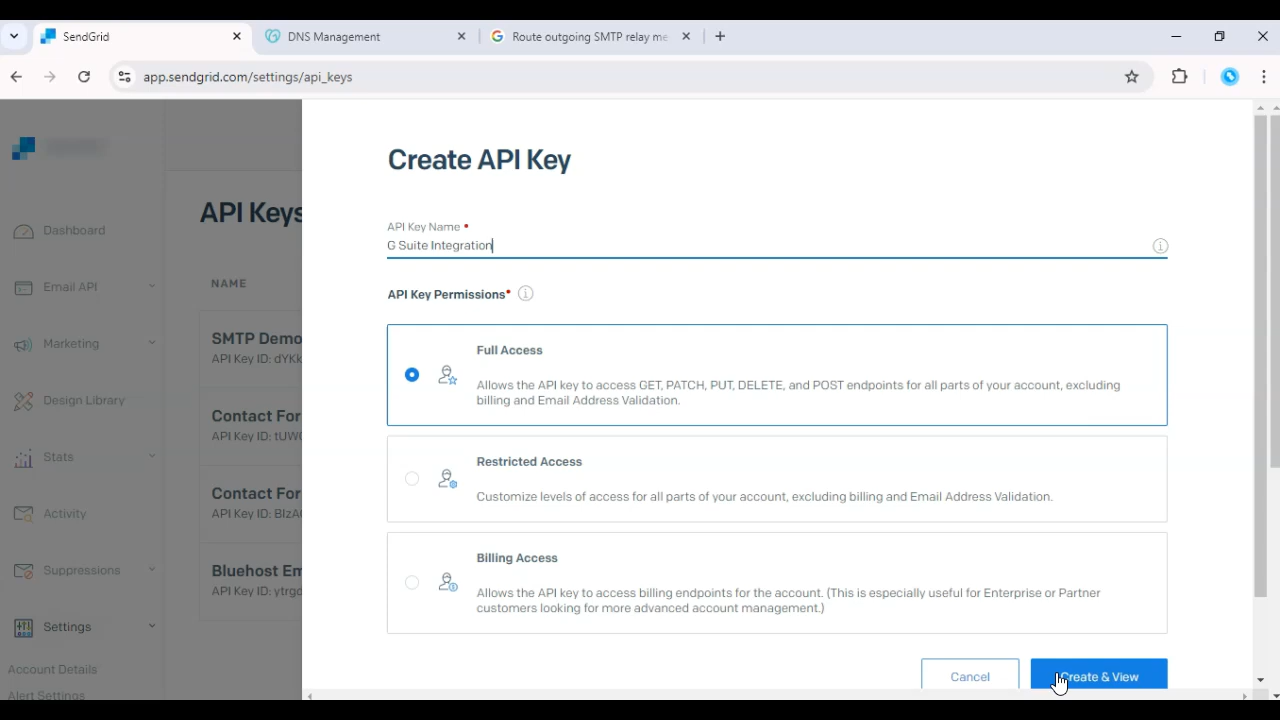 SendGrid
DNS Management
Route outgoing SMTP relay me
app.sendgrid.com/settings/api_keys
Dashboard
Email API
Marketing
Design Library
Stats
Activity
Suppressions
Settings
Account Details
Alert Settings
API Keys
NAME
SMTP Demo
API Key ID: dYKk
Contact For
API Key ID: tUW
Contact For
API Key ID: BIzA
Bluehost Em
API Key ID: ytrgd
Create API Key
API Key Name •
G Suite Integration
API Key Permissions•
Full Access
Allows the API key to access GET, PATCH, PUT, DELETE, and POST endpoints for all parts of your account, excluding
billing and Email Address Validation.
Restricted Access
Customize levels of access for all parts of your account, excluding billing and Email Address Validation.
Billing Access
Allows the API key to access billing endpoints for the account. (This is especially useful for Enterprise or Partner
customers looking for more advanced account management.)
Cancel
Create & View